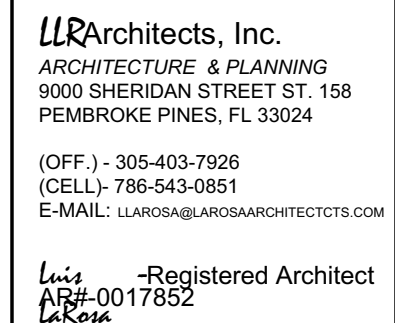 LLRArchitects, Inc.
ARCHITECTURE & PLANNING
9000 SHERIDAN STREET ST. 158
PEMBROKE PINES, FL 33024
(OFF.) - 305-403-7926
(CELL)- 786-543-0851
E-MAIL: LLAROSA@LAROSAARCHITECTCTS.COM
Luis -Registered Architect
AR#-0017852
LaRosa